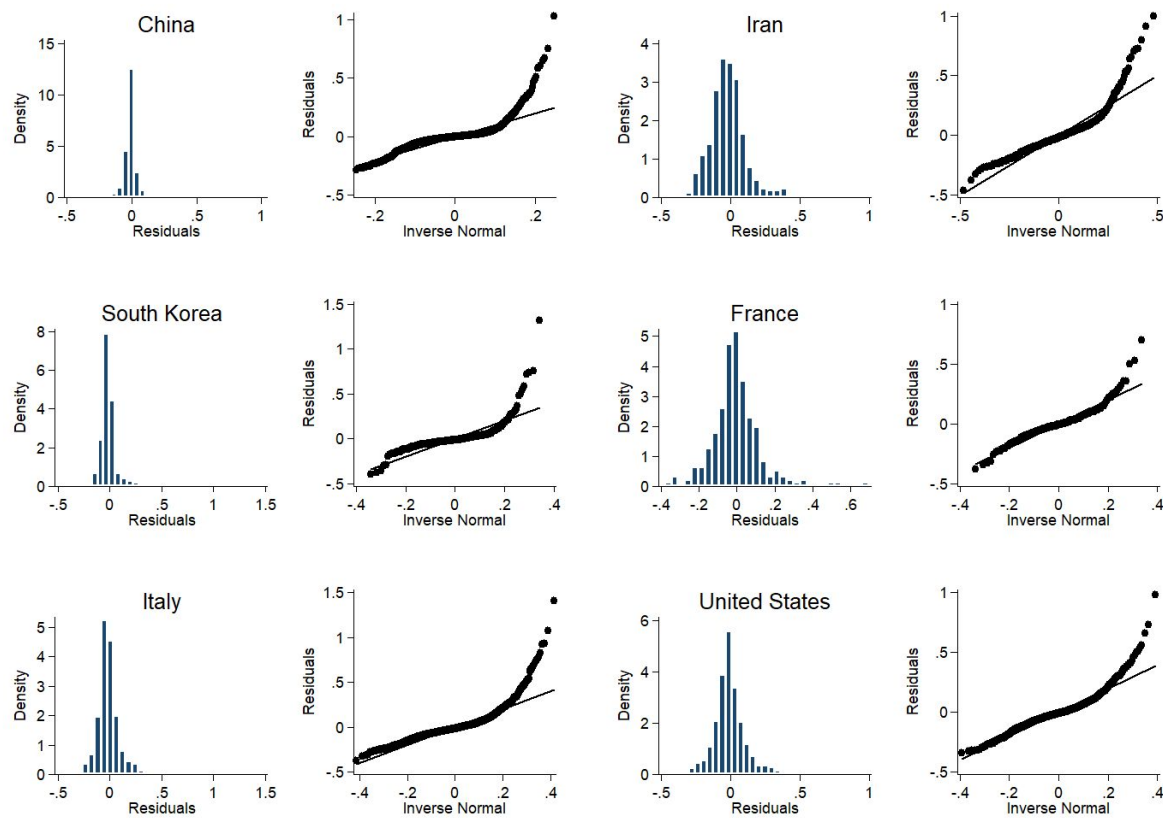 China
Density
15
10
5
0
-.5 0 .5 1
Residuals
Residuals
1
.5
0
-.5
-.2 0 .2
Inverse Normal
Iran
Density
4
3
2
1
0
-.5 0 .5 1
Residuals
Residuals
1
.5
0
-.5
-.5 0 .5
Inverse Normal
South Korea
Density
8
6
4
2
0
-.5 0 .5 1 1.5
Residuals
Residuals
1.5
1
.5
0
-.5
-.4 -.2 0 .2 .4
Inverse Normal
France
Density
5
4
3
2
1
0
-.4 -.2 0 .2 .4 .6
Residuals
Residuals
1
.5
0
-.5
-.4 -.2 0 .2 .4
Inverse Normal
Italy
Density
5
4
3
2
1
0
-.5 0 .5 1 1.5
Residuals
Residuals
1.5
1
.5
0
-.5
-.4 -.2 0 .2 .4
Inverse Normal
United States
Density
6
4
2
0
-.5 0 .5 1
Residuals
Residuals
1
.5
0
-.5
-.4 -.2 0 .2 .4
Inverse Normal